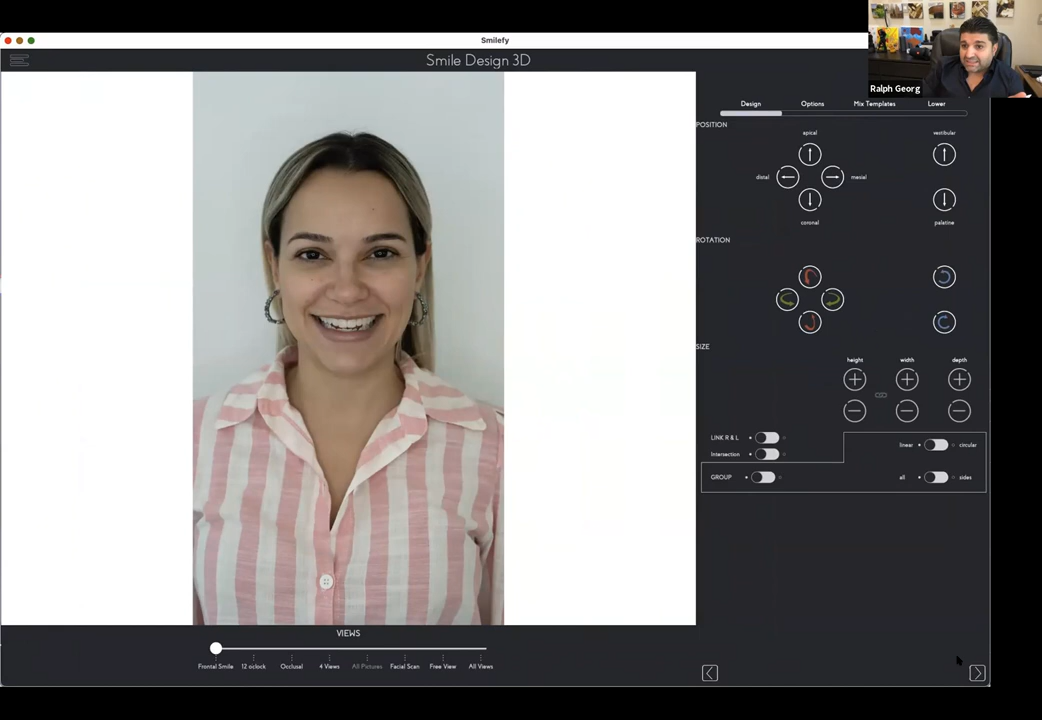 Smilefy
Smile Design 3D
Ralph Georg
Design Options Mix Templates Lower
POSITION
apical vestibular
distal mesial
coronal palatine
ROTATION
SIZE
height width depth
LINK R & L
linear circular
Intersection
GROUP all sides
VIEWS
Frontal Smile 12 o'clock Occlusal 4 Views All Pictures Facial Scan Free View All Views